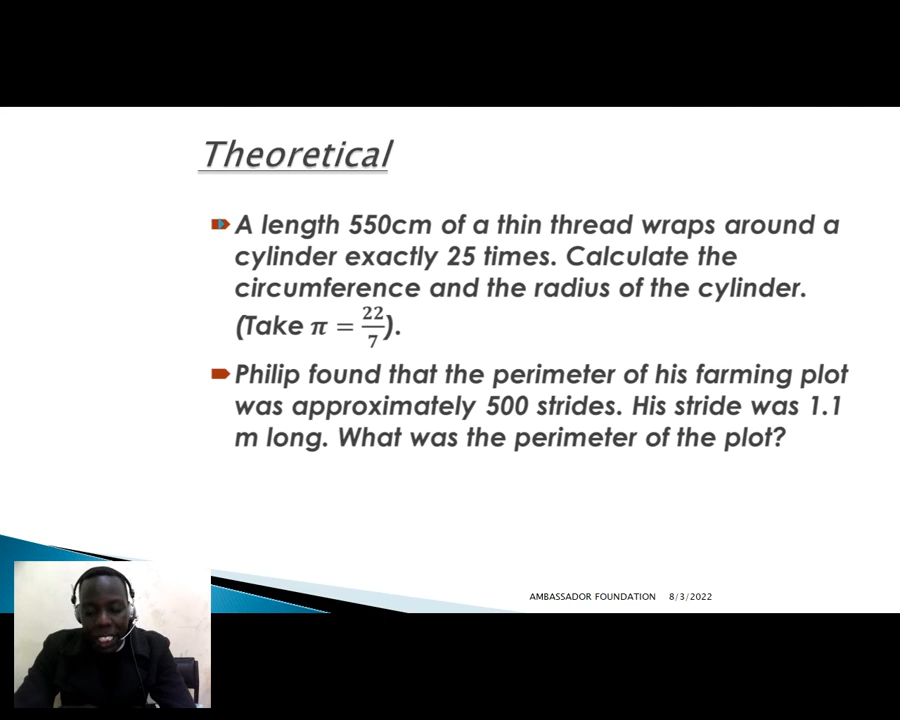 Theoretical
A length 550cm of a thin thread wraps around a
cylinder exactly 25 times. Calculate the
circumference and the radius of the cylinder.
(Take π = 22/7).
Philip found that the perimeter of his farming plot
was approximately 500 strides. His stride was 1.1
m long. What was the perimeter of the plot?
AMBASSADOR FOUNDATION 8/3/2022